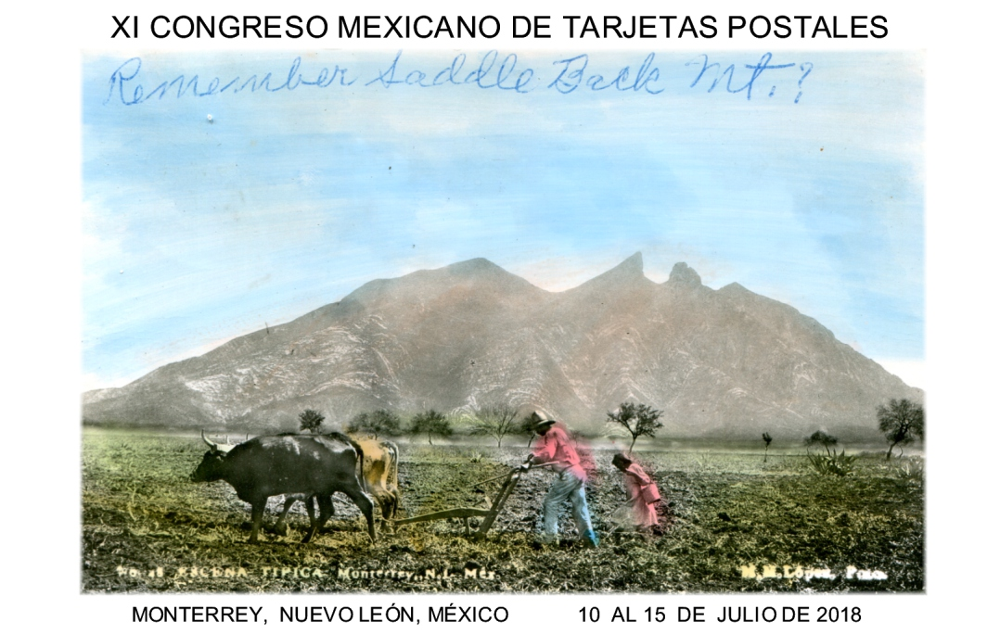 XI CONGRESO MEXICANO DE TARJETAS POSTALES
Remember Saddle Back Mt.?
ESCENA TIPICA Monterrey, N.L. Mex.
M.M. López,
MONTERREY, NUEVO LEÓN, MÉXICO 10 AL 15 DE JULIO DE 2018